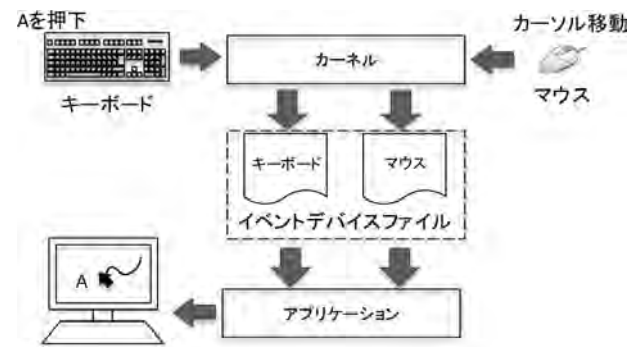 Aを押下
カーソル移動
カーネル
キーボード
マウス
キーボード
マウス
イベントデバイスファイル
A
アプリケーション